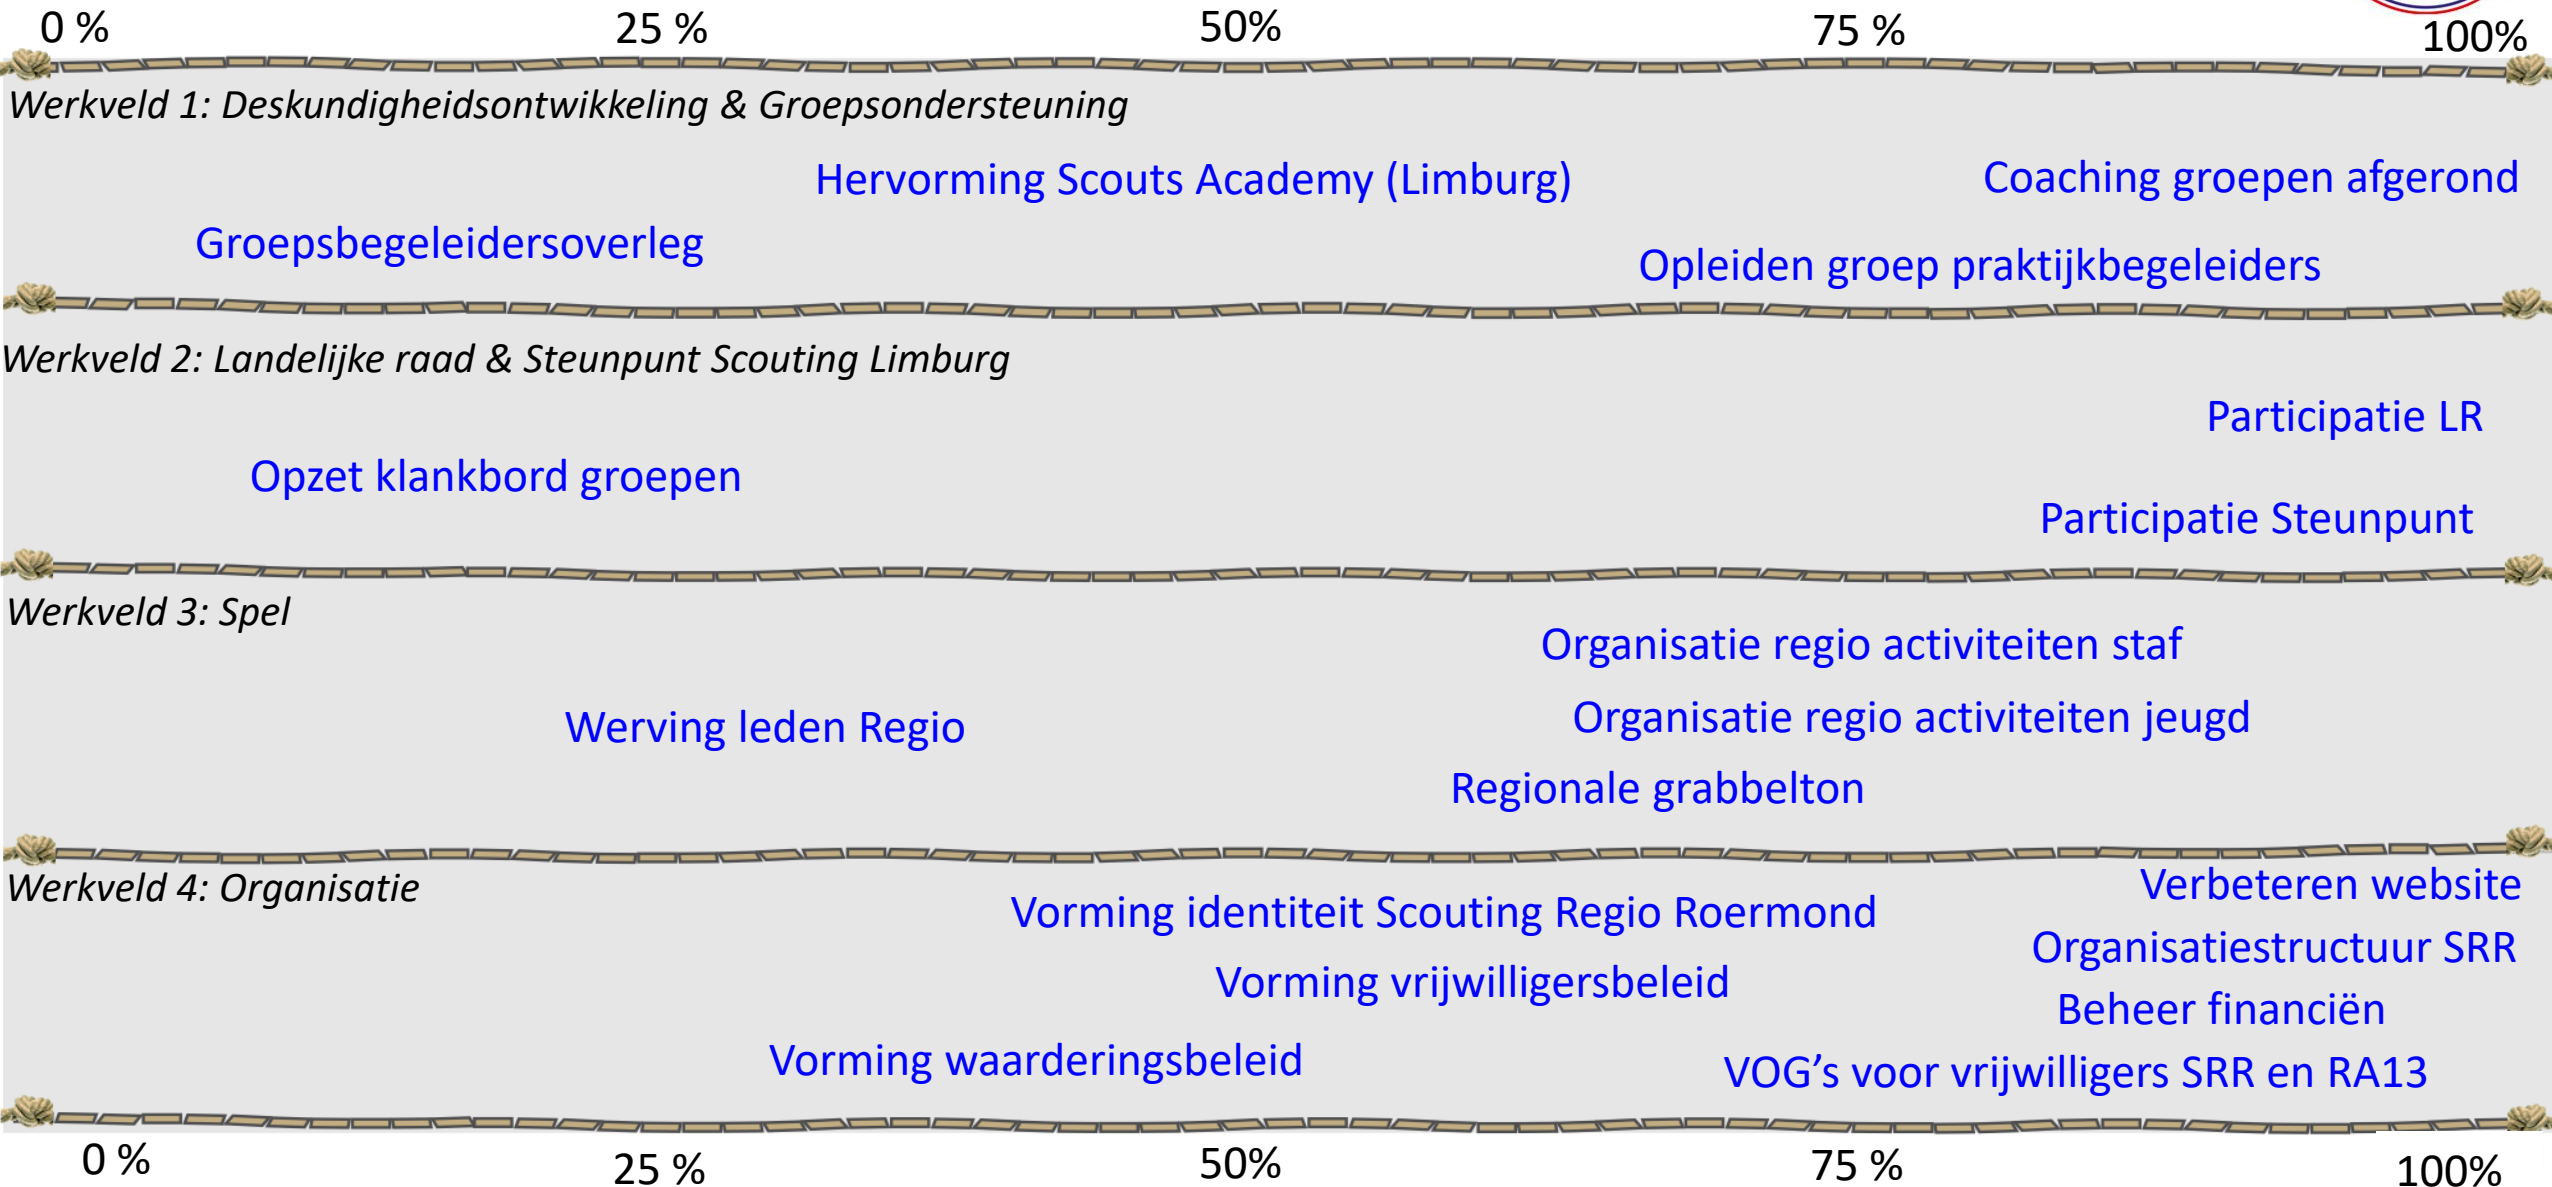 0 % 25 % 50% 75 % 100%
Werkveld 1: Deskundigheidsontwikkeling & Groepsondersteuning
Hervorming Scouts Academy (Limburg)
Coaching groepen afgerond
Groepsbegeleidersoverleg
Opleiden groep praktijkbegeleiders
Werkveld 2: Landelijke raad & Steunpunt Scouting Limburg
Participatie LR
Opzet klankbord groepen
Participatie Steunpunt
Werkveld 3: Spel
Organisatie regio activiteiten staf
Werving leden Regio
Organisatie regio activiteiten jeugd
Regionale grabbelton
Werkveld 4: Organisatie
Verbeteren website
Vorming identiteit Scouting Regio Roermond
Organisatiestructuur SRR
Vorming vrijwilligersbeleid
Beheer financiën
Vorming waarderingsbeleid
VOG’s voor vrijwilligers SRR en RA13
0 % 25 % 50% 75 % 100%